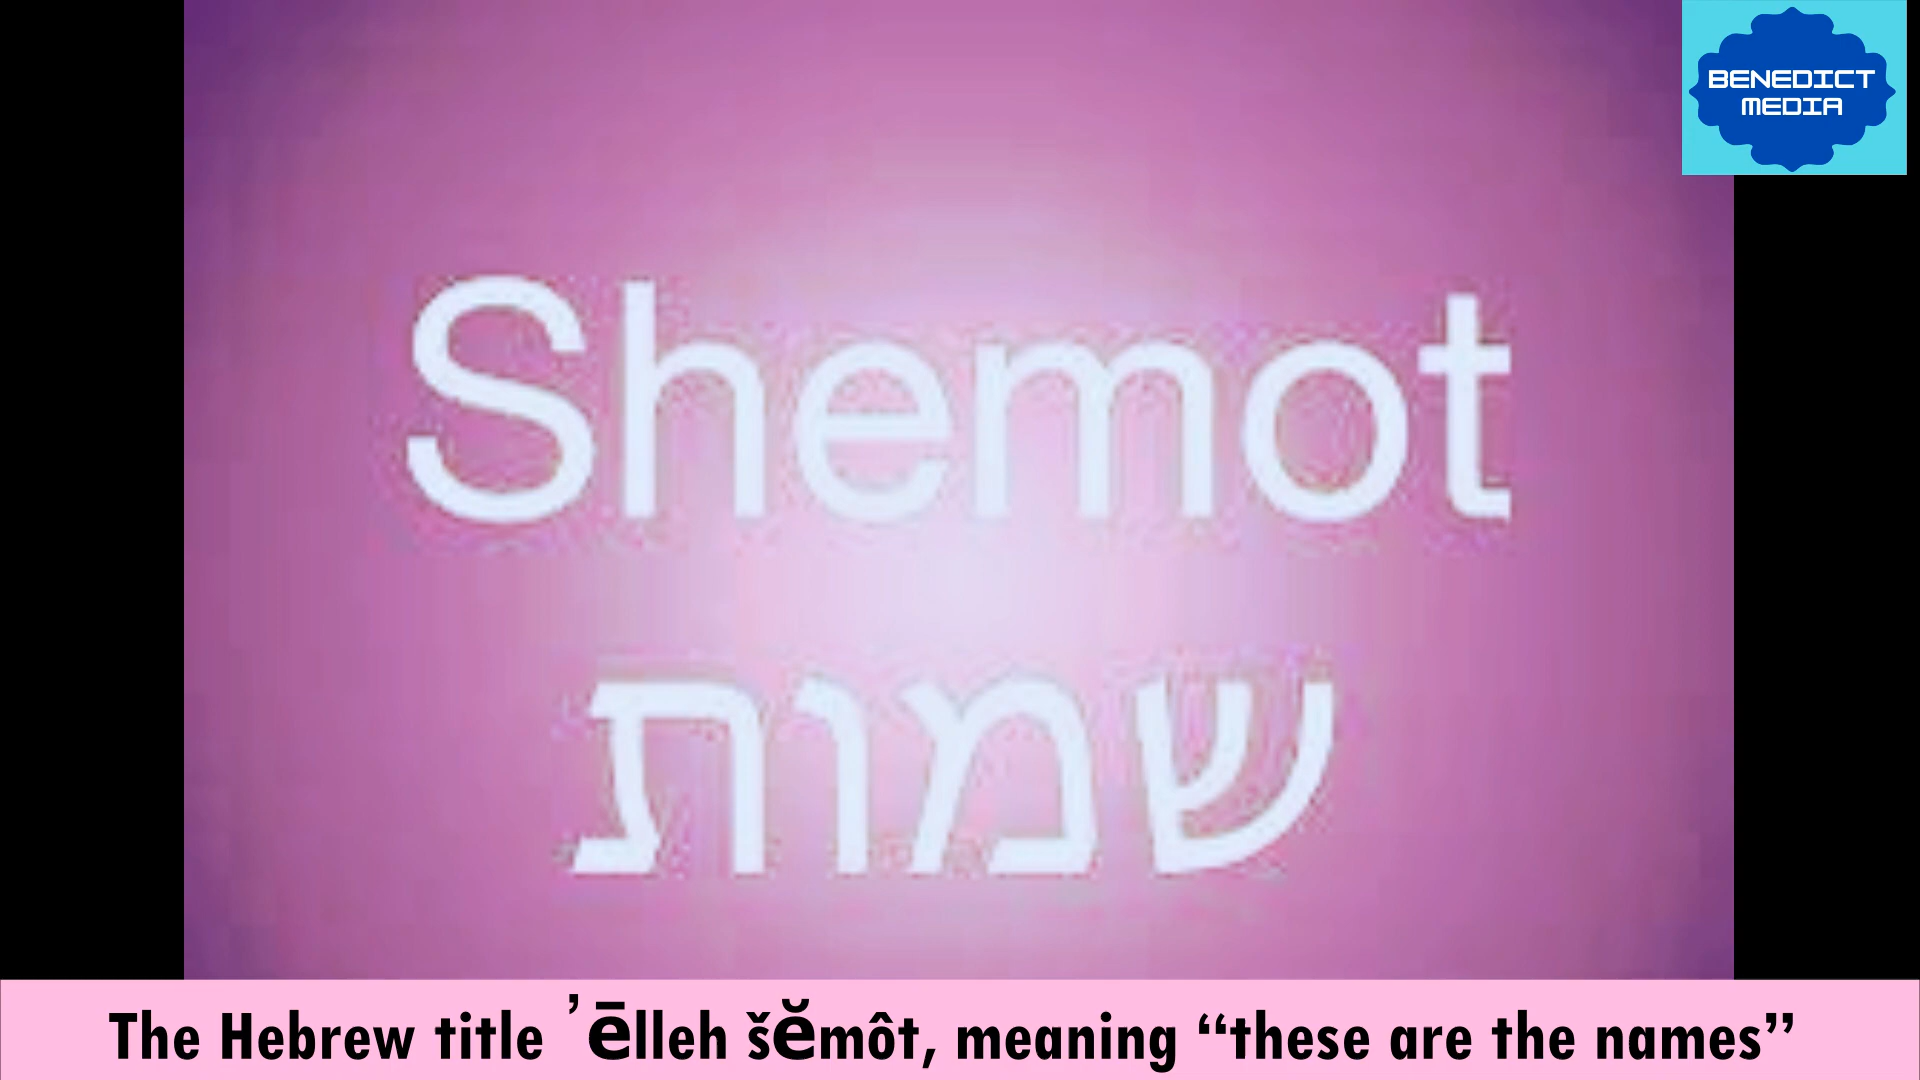 BENEDICT
MEDIA
Shemot
שמות
The Hebrew title ʾēlleh šĕmôt, meaning “these are the names”